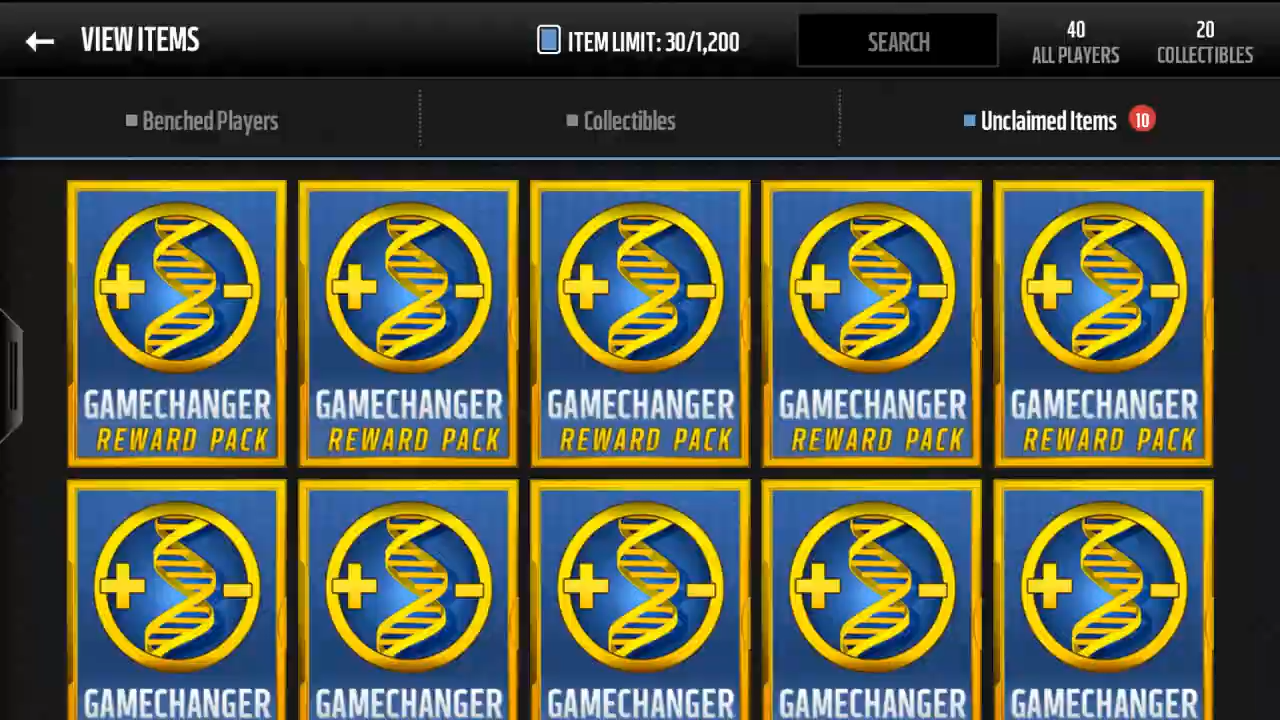 VIEW ITEMS
ITEM LIMIT: 30/1,200
SEARCH
40
ALL PLAYERS
20
COLLECTIBLES
Benched Players
Collectibles
Unclaimed Items 10
GAMECHANGER GAMECHANGER GAMECHANGER GAMECHANGER GAMECHANGER
REWARD PACK REWARD PACK REWARD PACK REWARD PACK REWARD PACK
GAMECHANGER GAMECHANGER GAMECHANGER GAMECHANGER GAMECHANGER